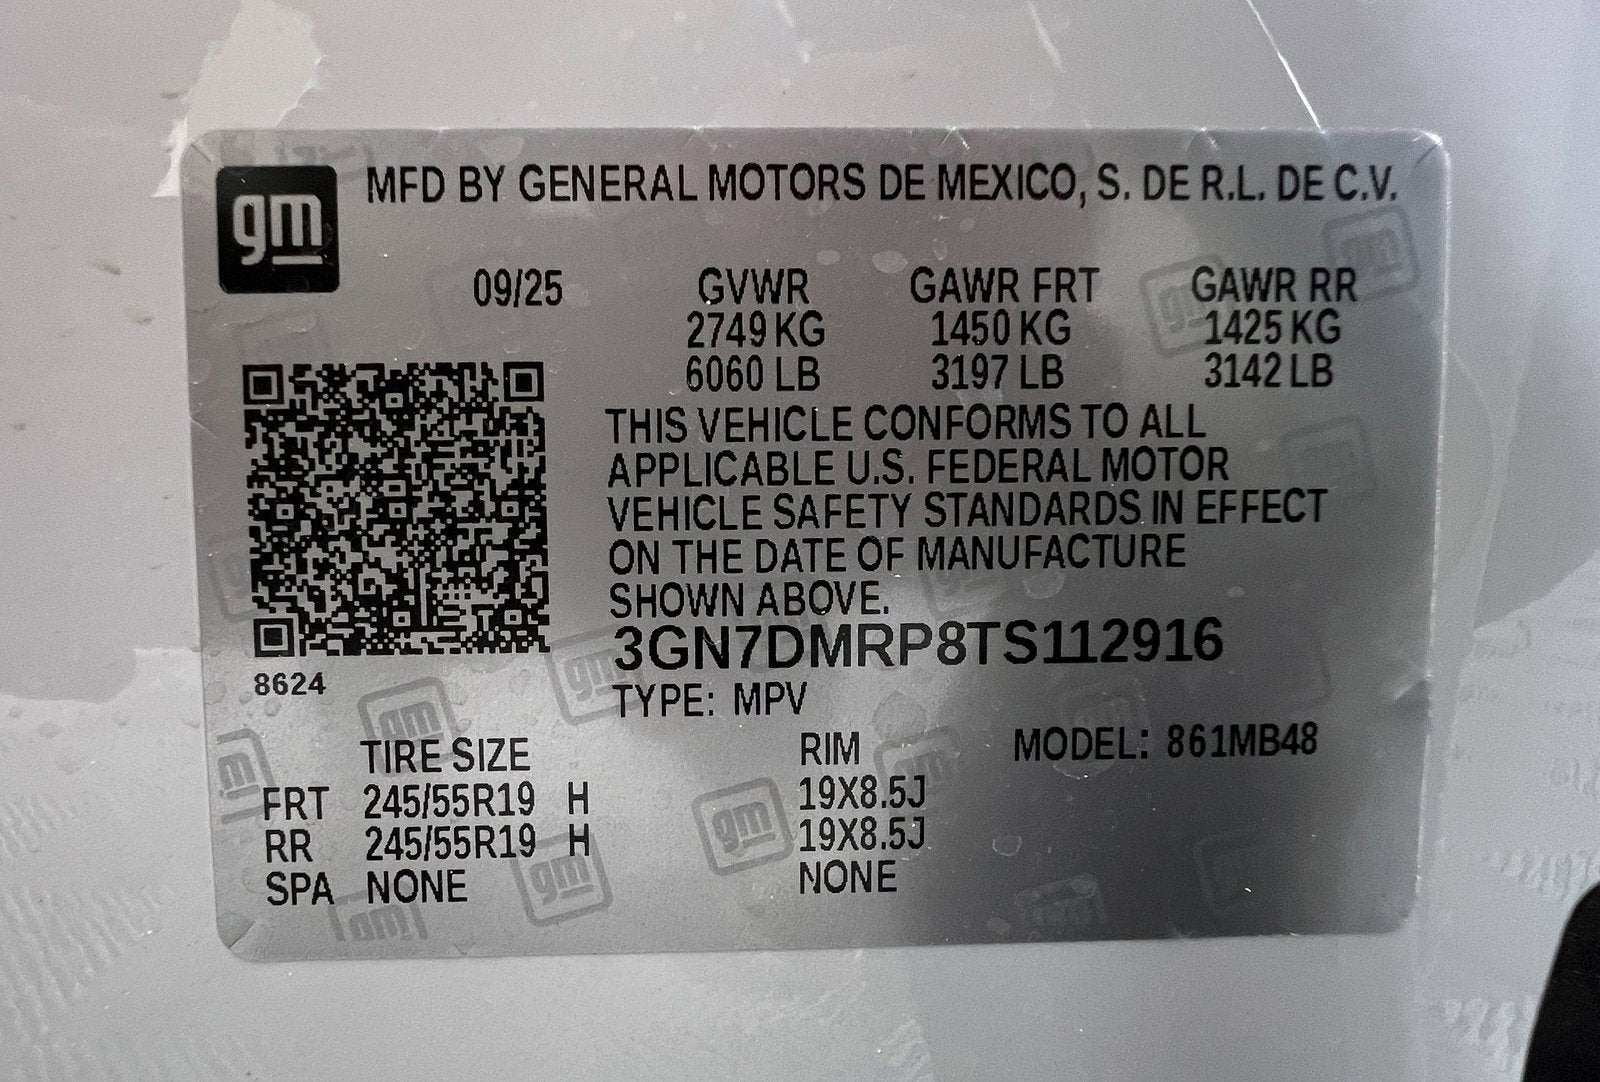 gm
MFD BY GENERAL MOTORS DE MEXICO, S. DE R.L. DE C.V.
09/25 GVWR GAWR FRT GAWR RR
2749 KG 1450 KG 1425 KG
6060 LB 3197 LB 3142 LB
THIS VEHICLE CONFORMS TO ALL
APPLICABLE U.S. FEDERAL MOTOR
VEHICLE SAFETY STANDARDS IN EFFECT
ON THE DATE OF MANUFACTURE
SHOWN ABOVE.
3GN7DMRP8TS112916
8624
TYPE: MPV
TIRE SIZE RIM MODEL: 861MB48
FRT 245/55R19 H 19X8.5J
RR 245/55R19 H 19X8.5J
SPA NONE NONE